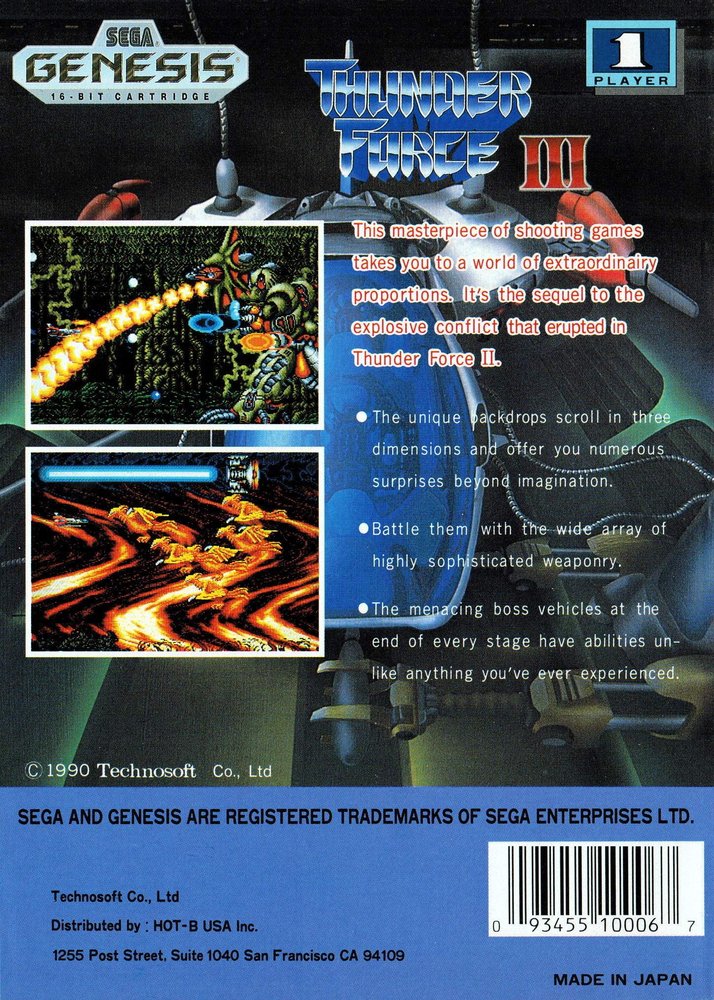 SEGA
GENESIS
16-BIT CARTRIDGE
1
PLAYER
THUNDER
FORCE III
This masterpiece of shooting games
takes you to a world of extraordinairy
proportions. It's the sequel to the
explosive conflict that erupted in
Thunder Force II.
●The unique backdrops scroll in three
dimensions and offer you numerous
surprises beyond imagination.
●Battle them with the wide array of
highly sophisticated weaponry.
●The menacing boss vehicles at the
end of every stage have abilities un-
like anything you've ever experienced.
©1990 Technosoft Co., Ltd
SEGA AND GENESIS ARE REGISTERED TRADEMARKS OF SEGA ENTERPRISES LTD.
Technosoft Co., Ltd
Distributed by : HOT-B USA Inc.
1255 Post Street, Suite 1040 San Francisco CA 94109
0 93455 10006 7
MADE IN JAPAN